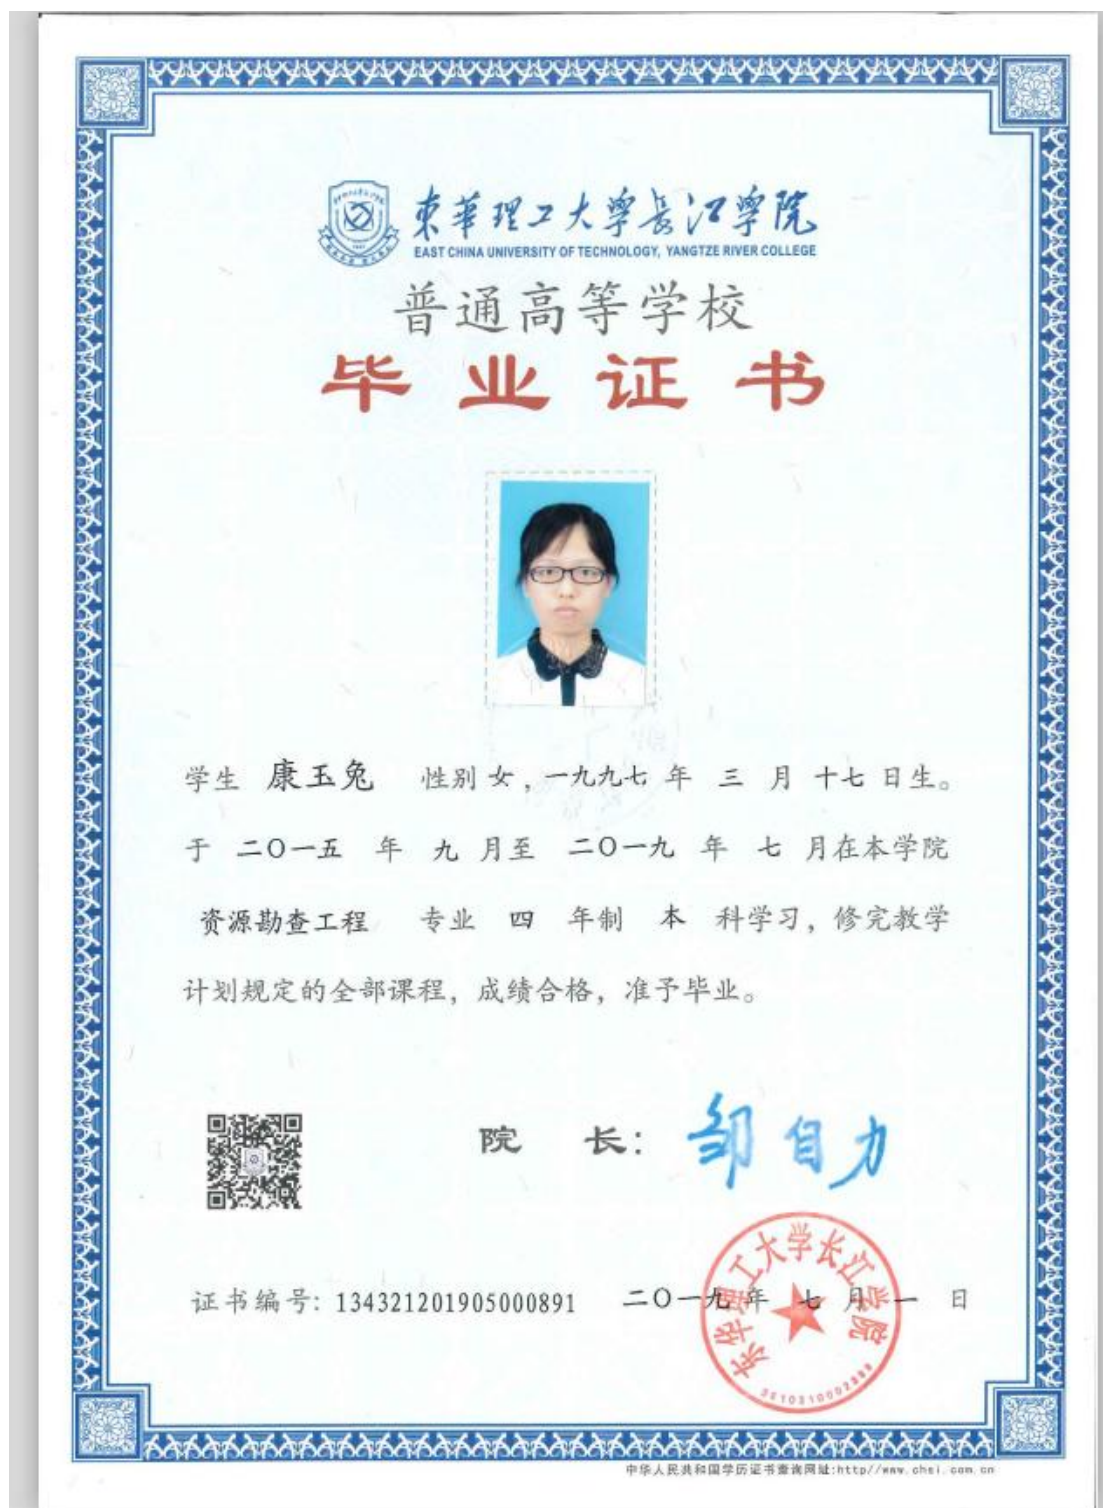 東華理工大學長江學院
EAST CHINA UNIVERSITY OF TECHNOLOGY, YANGTZE RIVER COLLEGE
普通高等学校
毕业证书
学生 康玉兔 性别 女，一九九七 年 三 月 十七 日生。
于 二〇一五 年 九 月至 二〇一九 年 七 月在本学院
资源勘查工程 专业 四 年制 本 科学习，修完教学
计划规定的全部课程，成绩合格，准予毕业。
院 长：邹自力
证书编号：134321201905000891 二〇一九 年 七 月 一 日
东华理工大学长江学院
中华人民共和国学历证书查询网址:http//www.chsi.com.cn